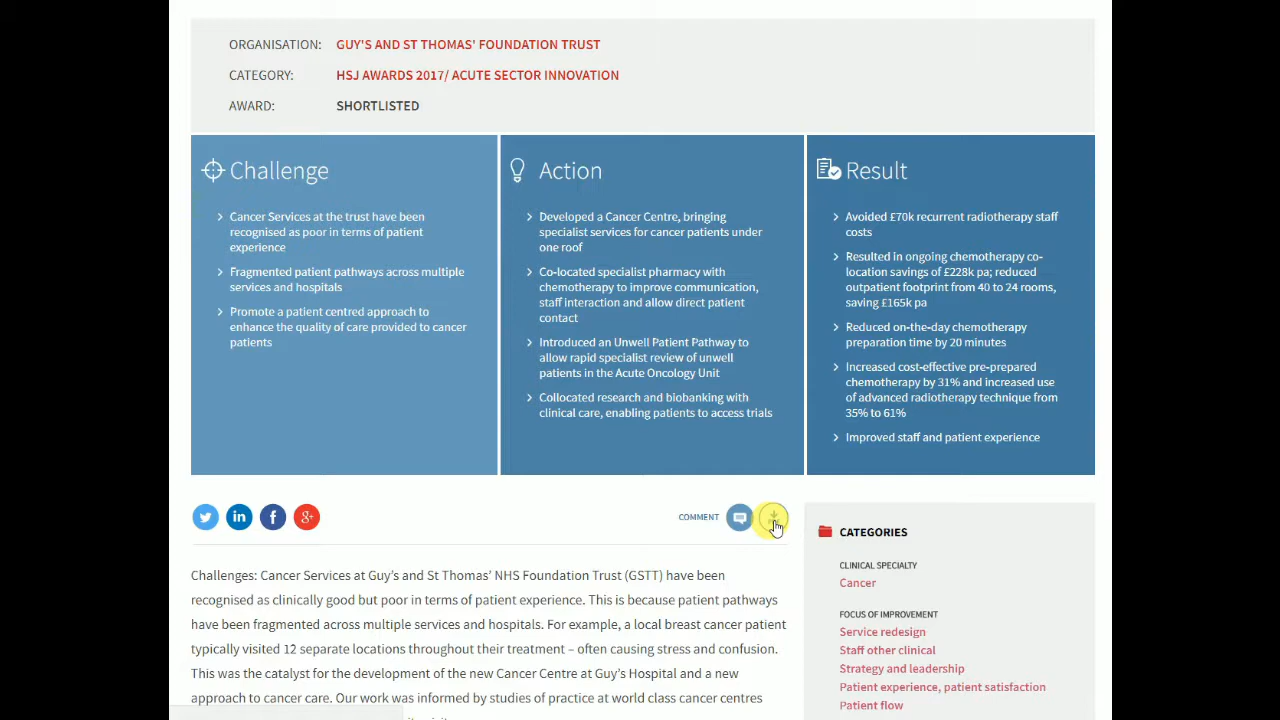 ORGANISATION: GUY'S AND ST THOMAS' FOUNDATION TRUST
CATEGORY: HSJ AWARDS 2017/ ACUTE SECTOR INNOVATION
AWARD: SHORTLISTED
Challenge
Cancer Services at the trust have been
recognised as poor in terms of patient
experience
Fragmented patient pathways across multiple
services and hospitals
Promote a patient centred approach to
enhance the quality of care provided to cancer
patients
Action
Developed a Cancer Centre, bringing
specialist services for cancer patients under
one roof
Co-located specialist pharmacy with
chemotherapy to improve communication,
staff interaction and allow direct patient
contact
Introduced an Unwell Patient Pathway to
allow rapid specialist review of unwell
patients in the Acute Oncology Unit
Collocated research and biobanking with
clinical care, enabling patients to access trials
Result
Avoided £70k recurrent radiotherapy staff
costs
Resulted in ongoing chemotherapy co-
location savings of £228k pa; reduced
outpatient footprint from 40 to 24 rooms,
saving £165k pa
Reduced on-the-day chemotherapy
preparation time by 20 minutes
Increased cost-effective pre-prepared
chemotherapy by 31% and increased use
of advanced radiotherapy technique from
35% to 61%
Improved staff and patient experience
in f g+
COMMENT
Challenges: Cancer Services at Guy’s and St Thomas’ NHS Foundation Trust (GSTT) have been
recognised as clinically good but poor in terms of patient experience. This is because patient pathways
have been fragmented across multiple services and hospitals. For example, a local breast cancer patient
typically visited 12 separate locations throughout their treatment – often causing stress and confusion.
This was the catalyst for the development of the new Cancer Centre at Guy’s Hospital and a new
approach to cancer care. Our work was informed by studies of practice at world class cancer centres
CATEGORIES
CLINICAL SPECIALTY
Cancer
FOCUS OF IMPROVEMENT
Service redesign
Staff other clinical
Strategy and leadership
Patient experience, patient satisfaction
Patient flow